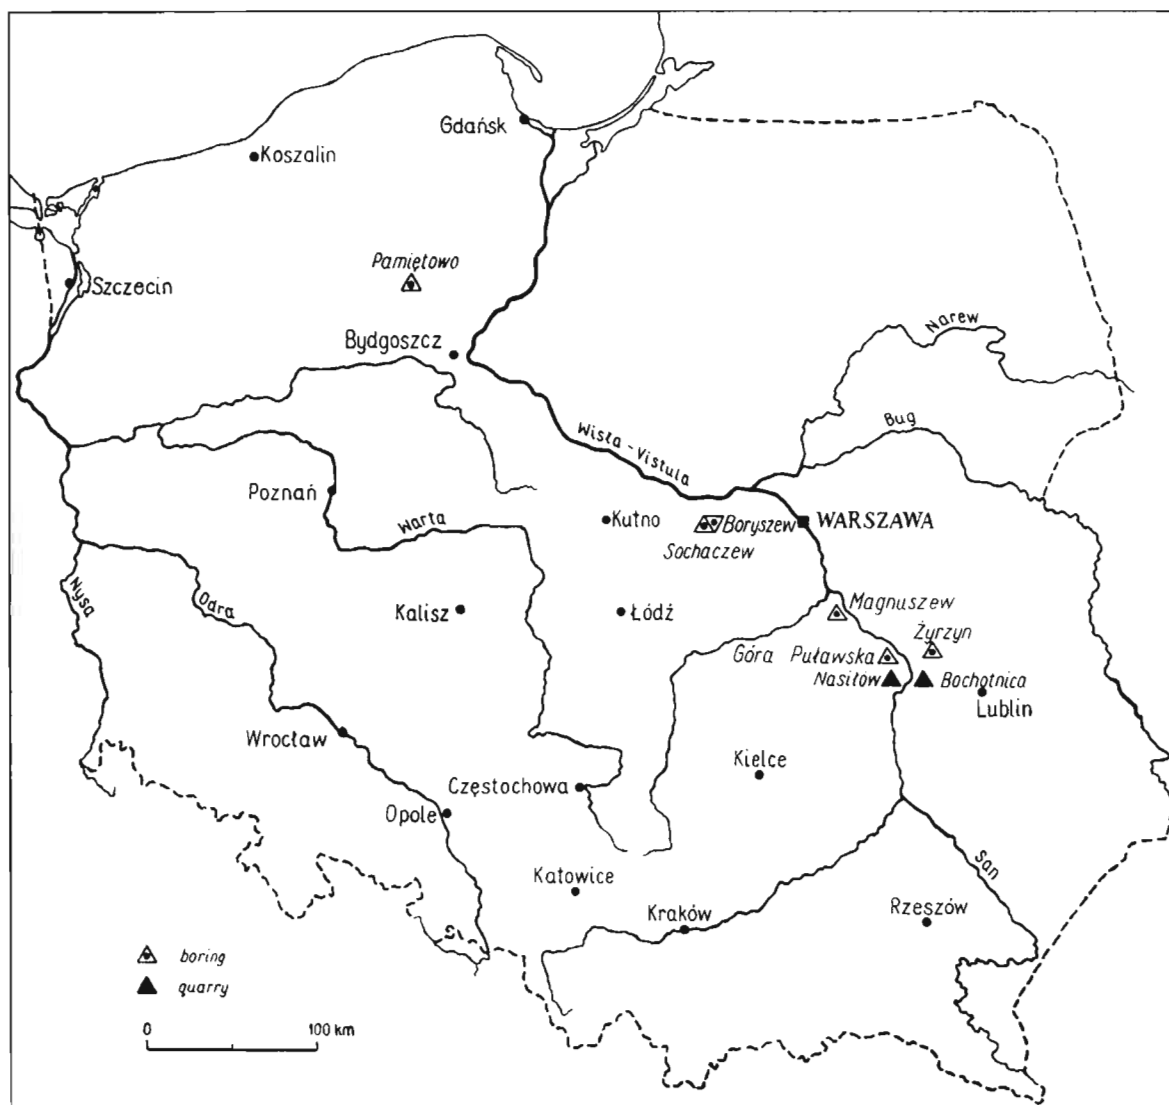 Gdańsk
Koszalin
Pamiętowo
Szczecin
Bydgoszcz
Narew
Bug
Wisła - Vistula
Poznań
Warta
Kutno
Boryszew
WARSZAWA
Sochaczew
Nysa
Odra
Kalisz
Łódź
Magnuszew
Żyrzyn
Góra Puławska
Nasiłów
Bochotnica
Lublin
Wrocław
Kielce
Częstochowa
Opole
Katowice
San
Kraków
Rzeszów
boring
quarry
0 100 km